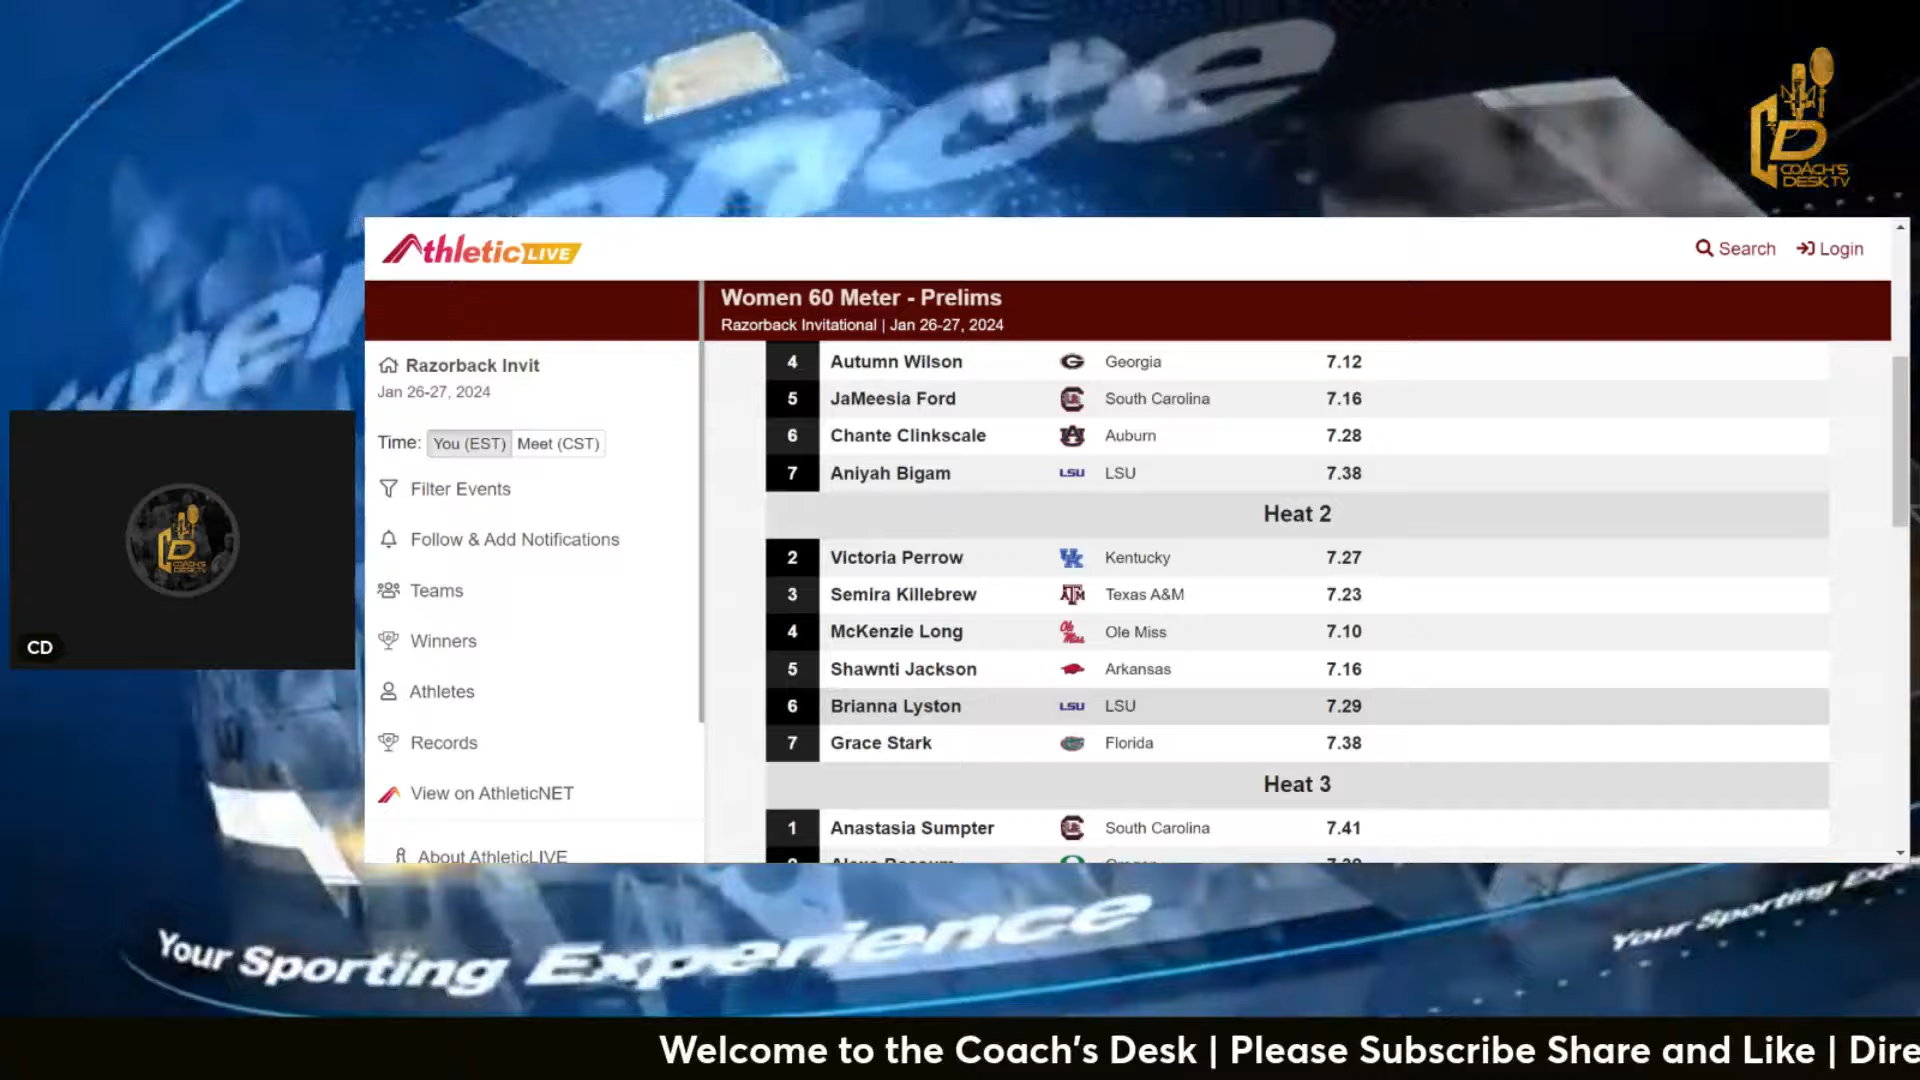 COACH'S
DESK TV
AthleticLIVE
Search
Login
Women 60 Meter - Prelims
Razorback Invitational | Jan 26-27, 2024
Razorback Invit
Jan 26-27, 2024
Time: You (EST) Meet (CST)
Filter Events
Follow & Add Notifications
Teams
Winners
Athletes
Records
View on AthleticNET
About AthleticLIVE
4 Autumn Wilson Georgia 7.12
5 JaMeesia Ford South Carolina 7.16
6 Chante Clinkscale Auburn 7.28
7 Aniyah Bigam LSU LSU 7.38
Heat 2
2 Victoria Perrow Kentucky 7.27
3 Semira Killebrew ATM Texas A&M 7.23
4 McKenzie Long Ole Miss Ole Miss 7.10
5 Shawnti Jackson Arkansas 7.16
6 Brianna Lyston LSU LSU 7.29
7 Grace Stark Florida 7.38
Heat 3
1 Anastasia Sumpter South Carolina 7.41
CD
Your Sporting Experience
Your Sporting
Welcome to the Coach's Desk | Please Subscribe Share and Like | Dire